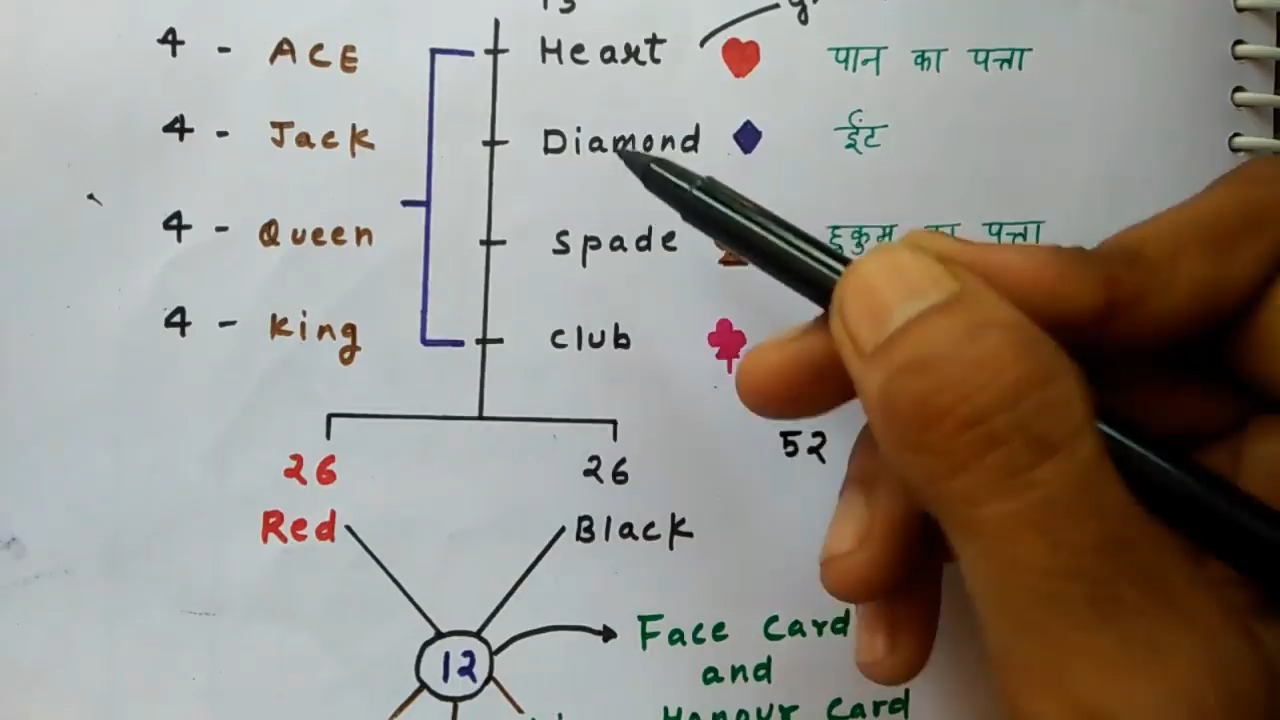 13
4 - ACE Heart पान का पत्ता
4 - Jack Diamond ईंट
4 - Queen Spade हुकुम का पत्ता
4 - King club
52
26 26
Red Black
12 Face Card
and
Honour Card